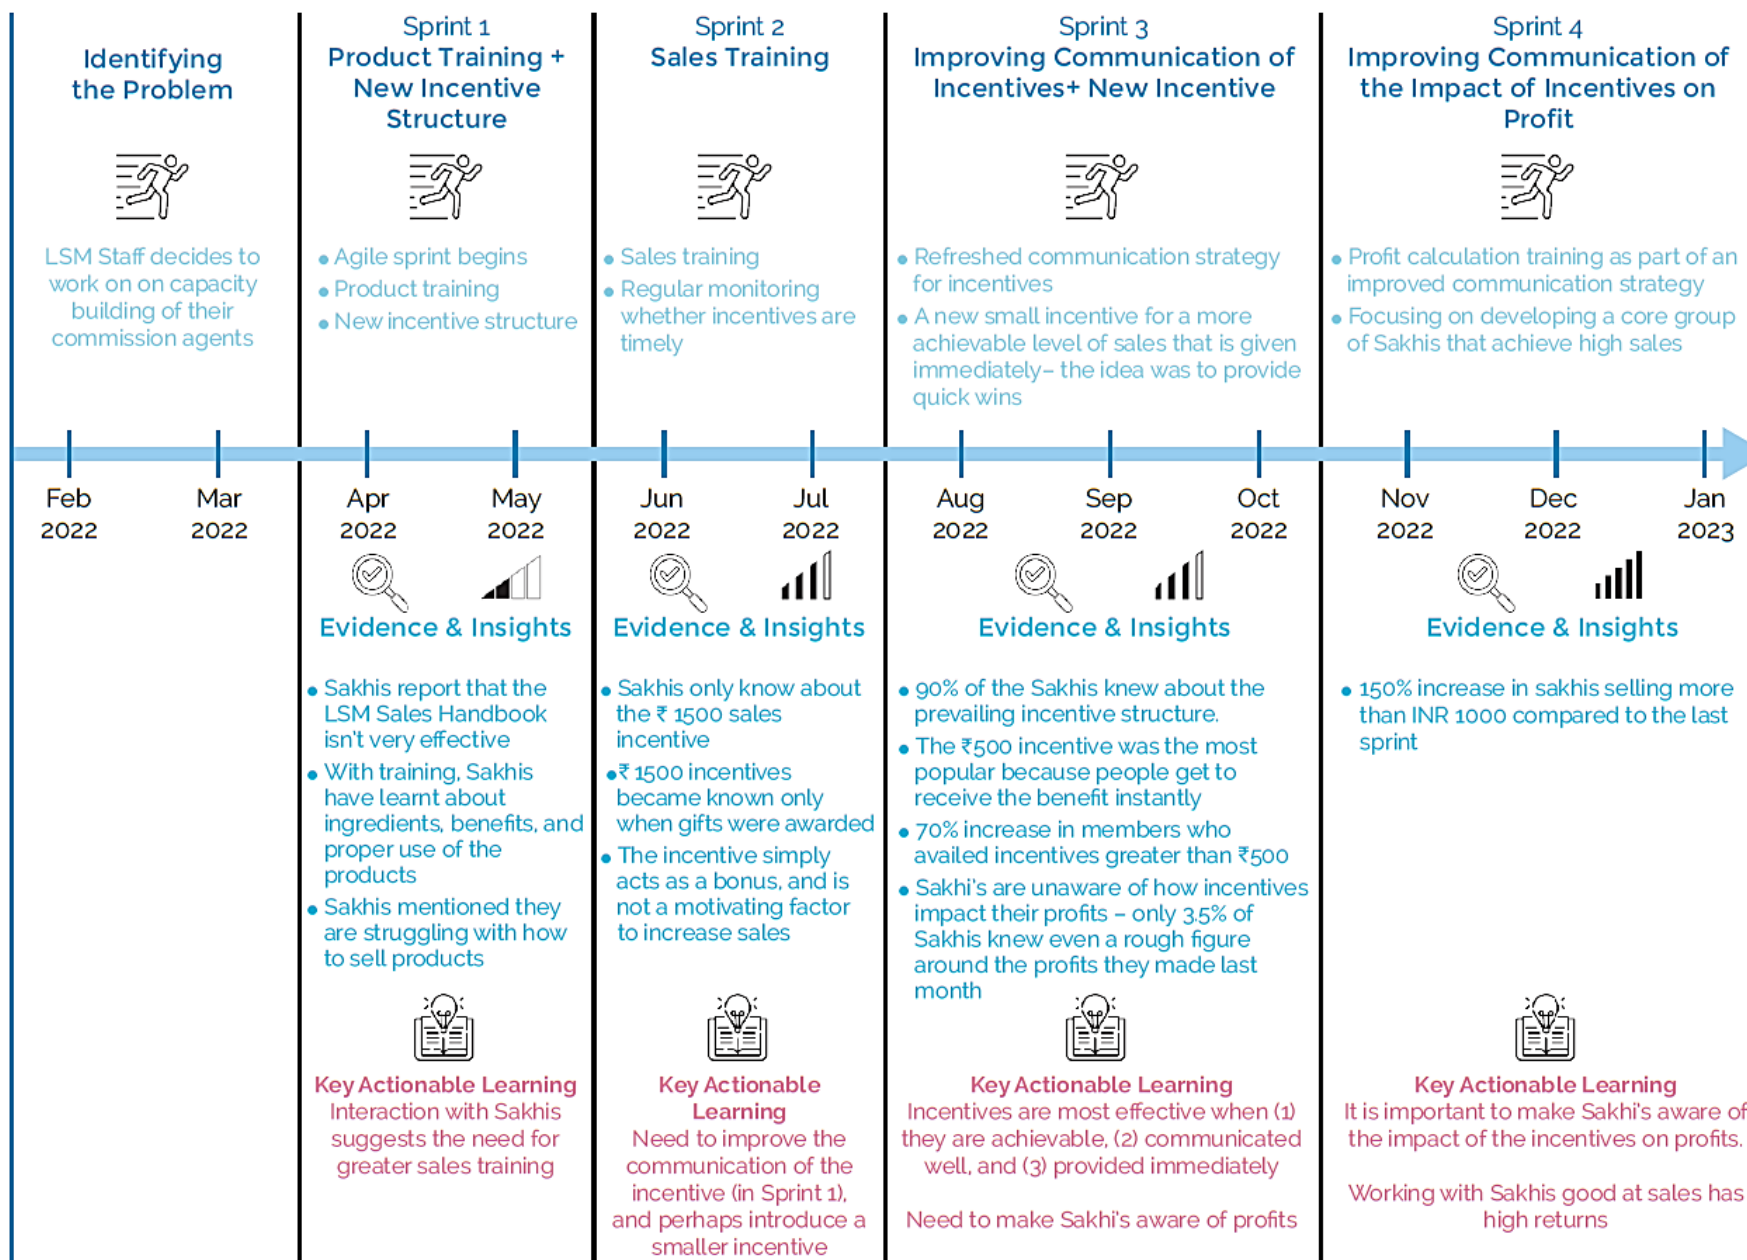 Identifying
the Problem
LSM Staff decides to
work on on capacity
building of their
commission agents
Sprint 1
Product Training +
New Incentive
Structure
• Agile sprint begins
• Product training
• New incentive structure
Sprint 2
Sales Training
• Sales training
• Regular monitoring
whether incentives are
timely
Sprint 3
Improving Communication of
Incentives+ New Incentive
• Refreshed communication strategy
for incentives
• A new small incentive for a more
achievable level of sales that is given
immediately– the idea was to provide
quick wins
Sprint 4
Improving Communication of
the Impact of Incentives on
Profit
• Profit calculation training as part of an
improved communication strategy
• Focusing on developing a core group
of Sakhis that achieve high sales
Feb
2022
Mar
2022
Apr
2022
May
2022
Jun
2022
Jul
2022
Aug
2022
Sep
2022
Oct
2022
Nov
2022
Dec
2022
Jan
2023
Evidence & Insights
• Sakhis report that the
LSM Sales Handbook
isn't very effective
• With training, Sakhis
have learnt about
ingredients, benefits, and
proper use of the
products
• Sakhis mentioned they
are struggling with how
to sell products
Key Actionable Learning
Interaction with Sakhis
suggests the need for
greater sales training
Evidence & Insights
• Sakhis only know about
the ₹ 1500 sales
incentive
• ₹ 1500 incentives
became known only
when gifts were awarded
• The incentive simply
acts as a bonus, and is
not a motivating factor
to increase sales
Key Actionable
Learning
Need to improve the
communication of the
incentive (in Sprint 1),
and perhaps introduce a
smaller incentive
Evidence & Insights
• 90% of the Sakhis knew about the
prevailing incentive structure.
• The ₹500 incentive was the most
popular because people get to
receive the benefit instantly
• 70% increase in members who
availed incentives greater than ₹500
• Sakhi's are unaware of how incentives
impact their profits – only 3.5% of
Sakhis knew even a rough figure
around the profits they made last
month
Key Actionable Learning
Incentives are most effective when (1)
they are achievable, (2) communicated
well, and (3) provided immediately
Need to make Sakhi's aware of profits
Evidence & Insights
• 150% increase in sakhis selling more
than INR 1000 compared to the last
sprint
Key Actionable Learning
It is important to make Sakhi's aware of
the impact of the incentives on profits.
Working with Sakhis good at sales has
high returns